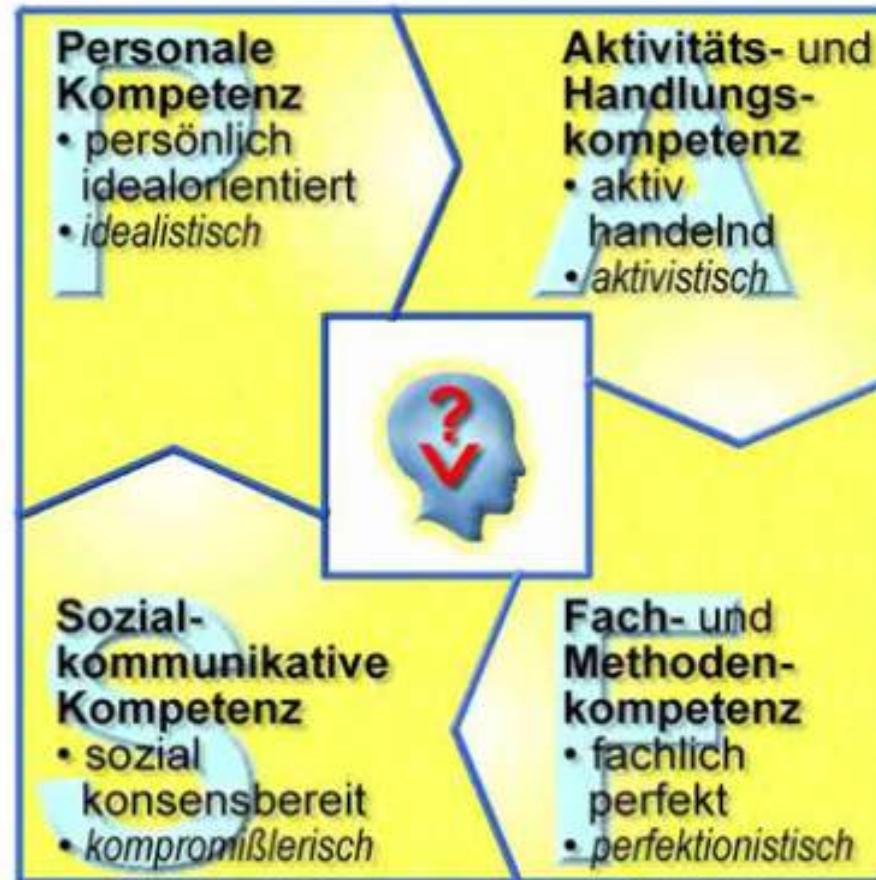 P
Personale
Kompetenz
• persönlich
idealorientiert
• idealistisch
A
Aktivitäts- und
Handlungs-
kompetenz
• aktiv
handelnd
• aktivistisch
?
V
S
Sozial-
kommunikative
Kompetenz
• sozial
konsensbereit
• kompromißlerisch
F
Fach- und
Methoden-
kompetenz
• fachlich
perfekt
• perfektionistisch